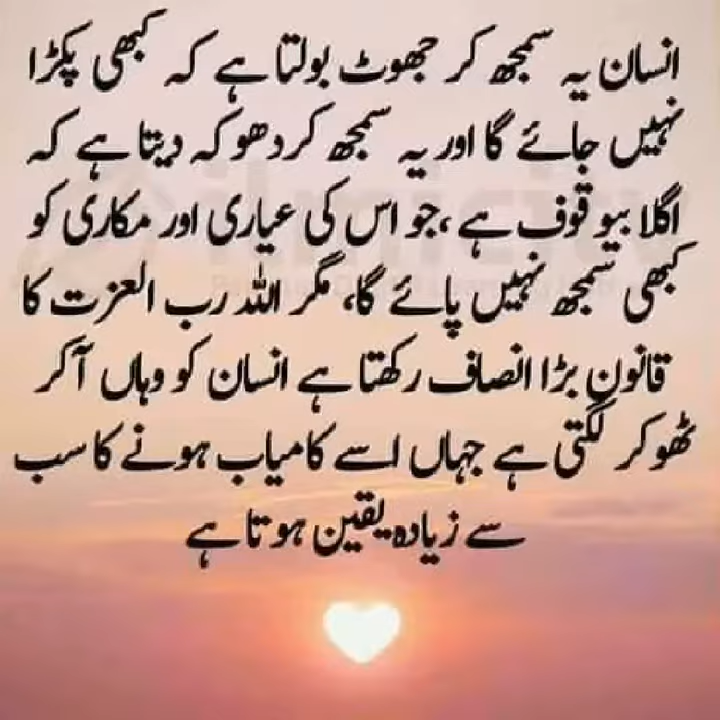 انسان یہ سمجھ کر جھوٹ بولتا ہے کہ کبھی پکڑا
نہیں جائے گا اور یہ سمجھ کر دھوکہ دیتا ہے کہ
اگلا بیوقوف ہے ،جو اس کی عیاری اور مکاری کو
کبھی سمجھ نہیں پائے گا، مگر اللہ رب العزت کا
قانون بڑا انصاف رکھتا ہے انسان کو وہاں آکر
ٹھوکر لگتی ہے جہاں اسے کامیاب ہونے کا سب
سے زیادہ یقین ہوتا ہے